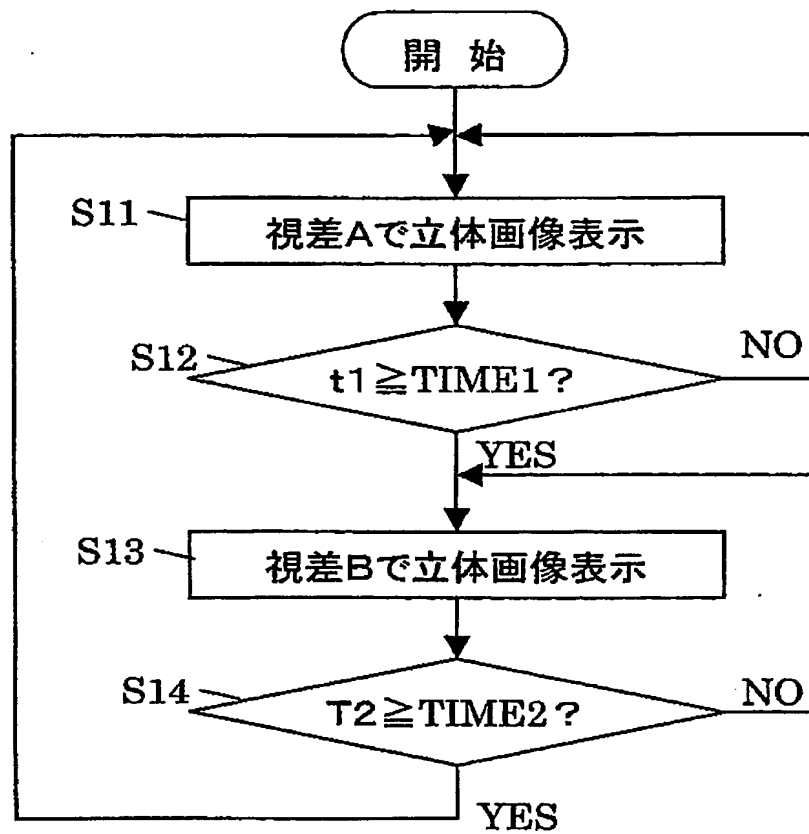 開 始
S11
視差Aで立体画像表示
S12
t1≧TIME1?
NO
YES
S13
視差Bで立体画像表示
S14
T2≧TIME2?
NO
YES